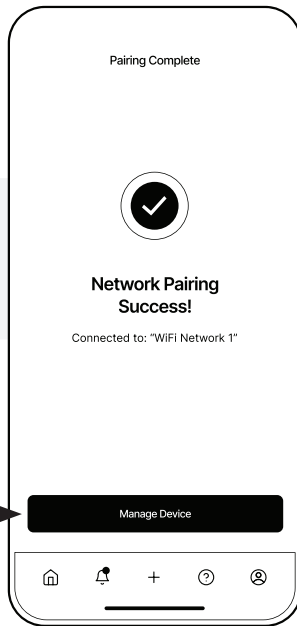 Pairing Complete
Network Pairing
Success!
Connected to: “WiFi Network 1”
Manage Device